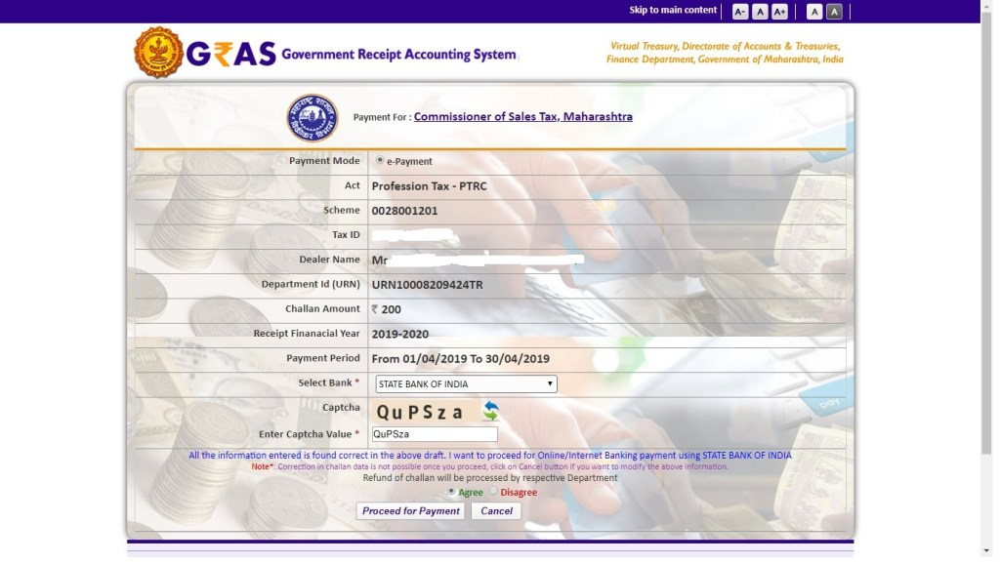 Skip to main content A- A A+ A A
GRAS Government Receipt Accounting System
Virtual Treasury, Directorate of Accounts & Treasuries,
Finance Department, Government of Maharashtra, India
Payment For : Commissioner of Sales Tax, Maharashtra
Payment Mode e-Payment
Act Profession Tax - PTRC
Scheme 0028001201
Tax ID
Dealer Name
Department Id (URN) URN10008209424TR
Challan Amount ₹ 200
Receipt Finanacial Year 2019-2020
Payment Period From 01/04/2019 To 30/04/2019
Select Bank * STATE BANK OF INDIA
Captcha QuPSza
Enter Captcha Value * QuPSza
All the information entered is found correct in the above draft. I want to proceed for Online/Internet Banking payment using STATE BANK OF INDIA
Note*: Correction in challan data is not possible once you proceed, click on Cancel button if you want to modify the above information.
Refund of challan will be processed by respective Department
Agree Disagree
Proceed for Payment Cancel